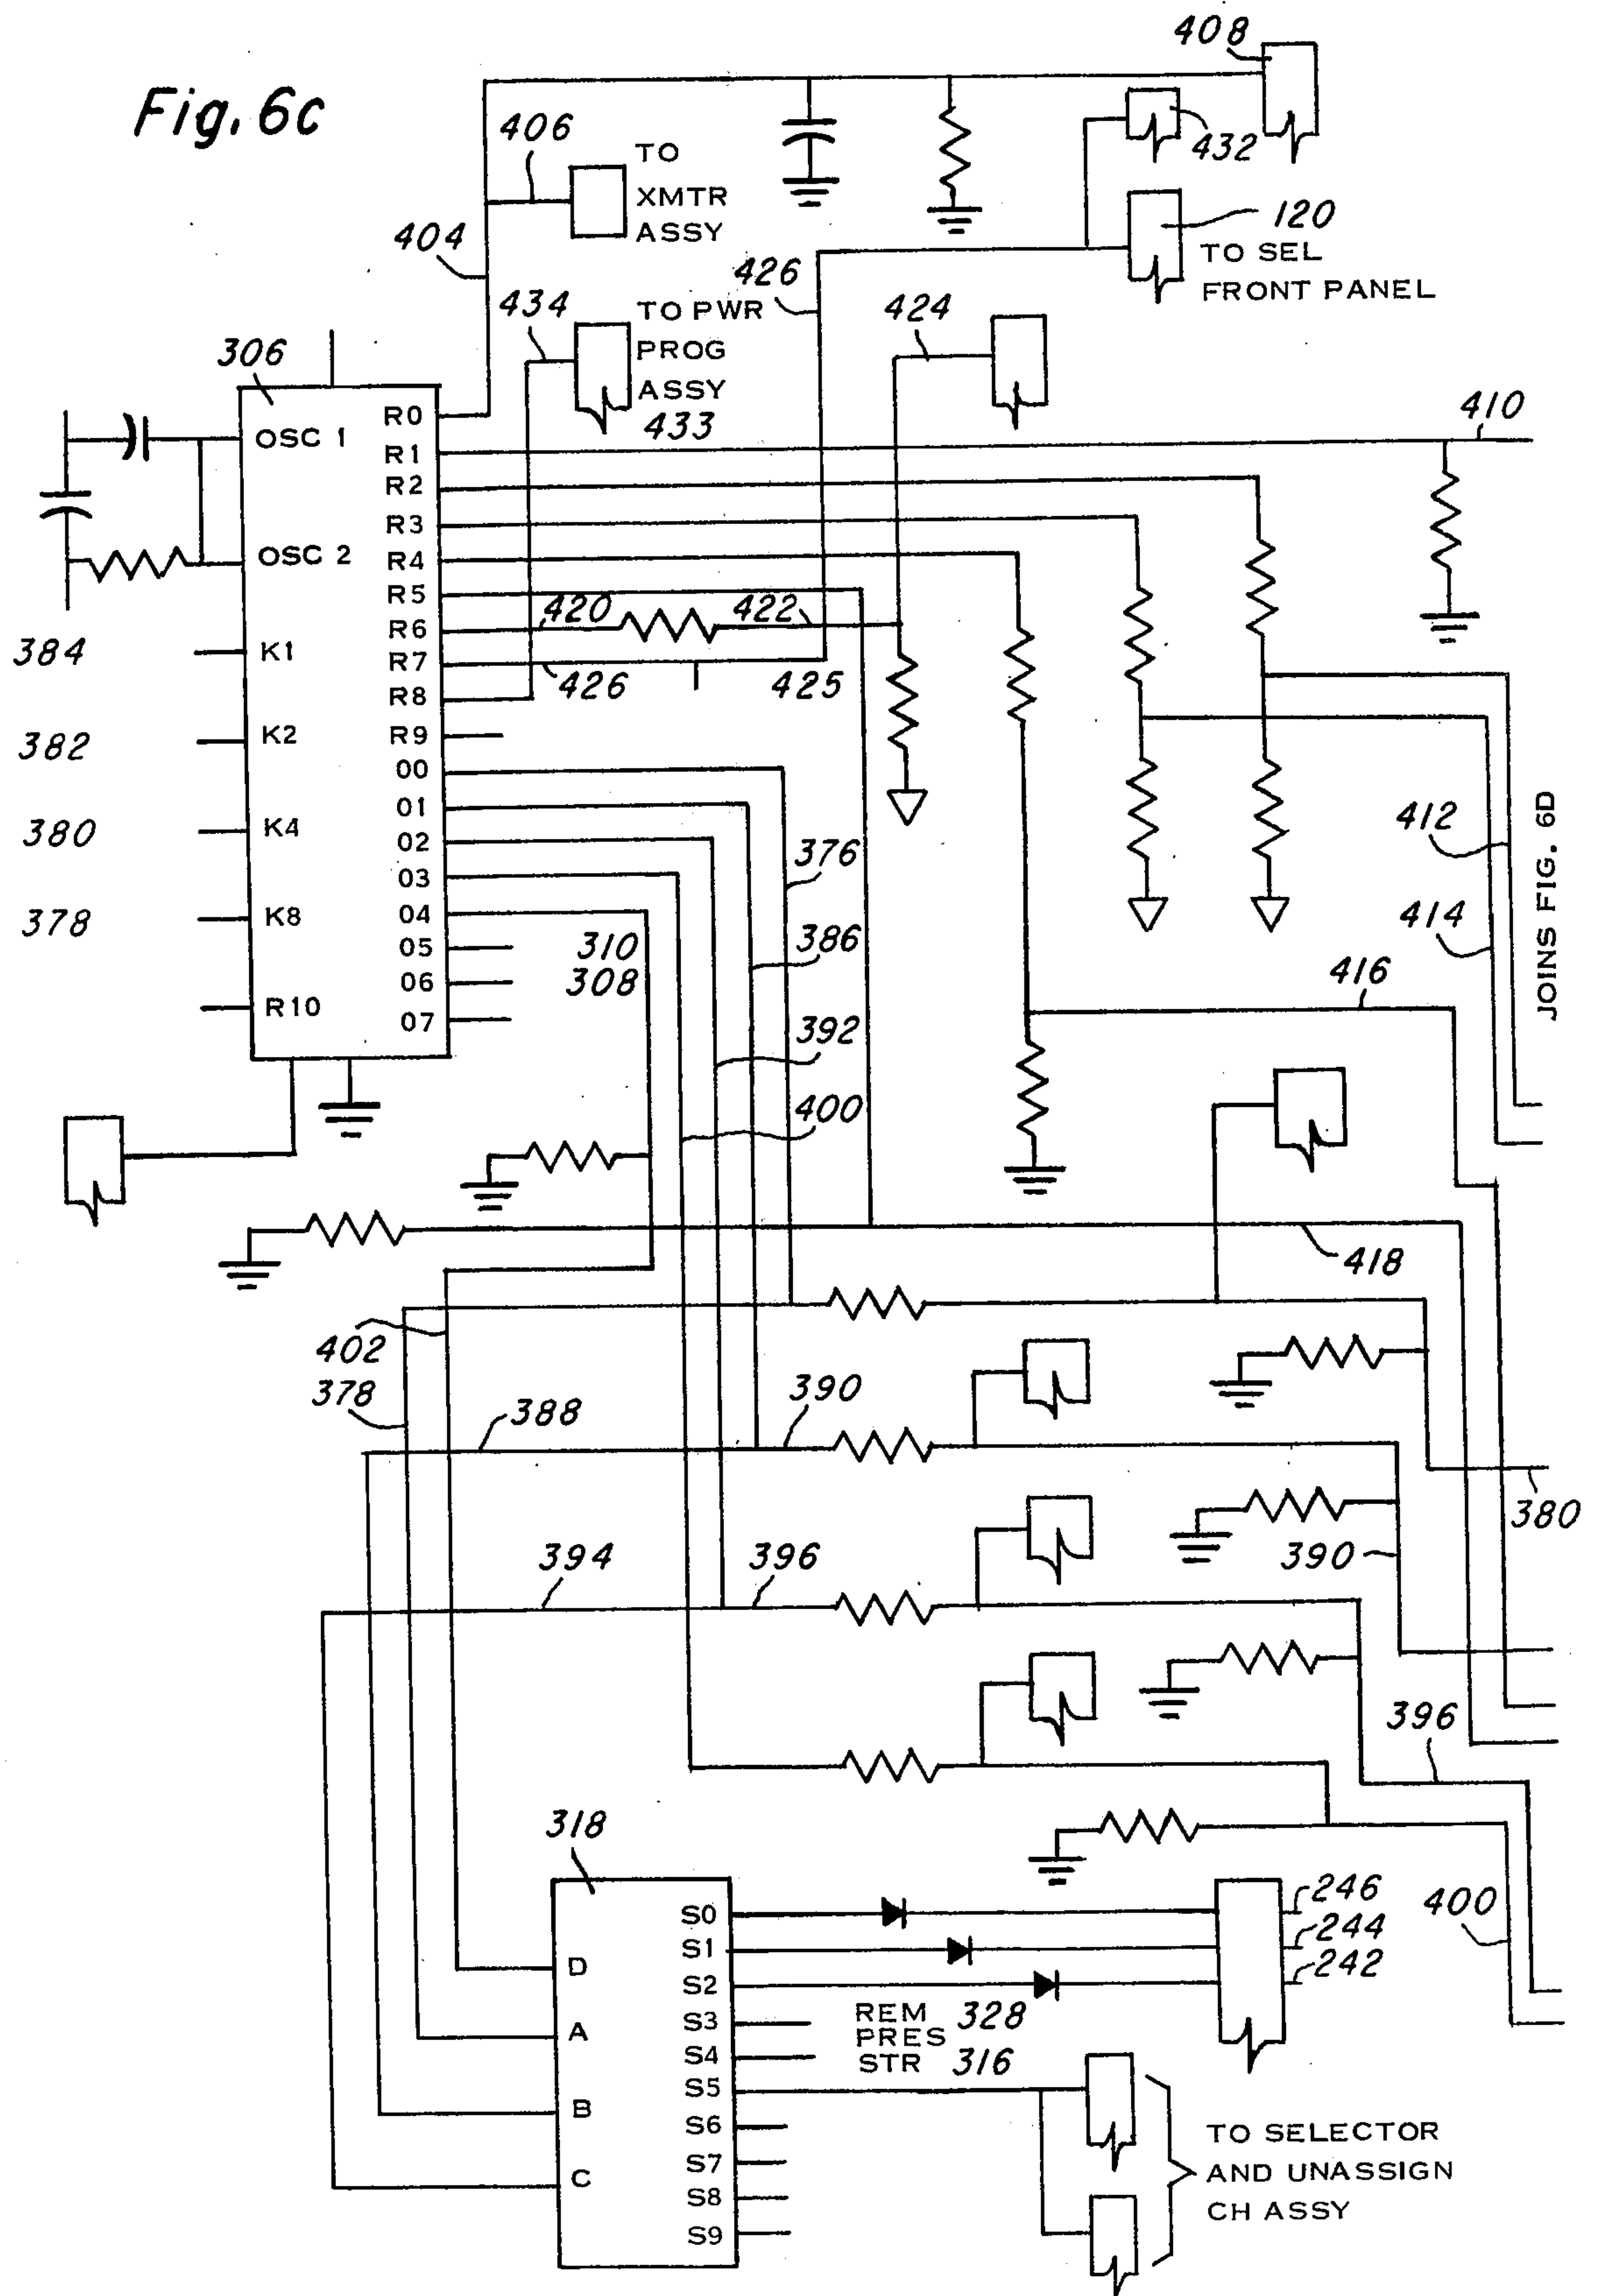 Fig. 6c
408
406
TO
XMTR
ASSY
432
404
120
TO SEL
FRONT PANEL
426
434
TO PWR
PROG
ASSY
424
306
433
410
OSC 1
OSC 2
K1
K2
K4
K8
R10
384
382
380
378
R0
R1
R2
R3
R4
R5
R6
R7
R8
R9
00
01
02
03
04
05
06
07
420
422
426
425
376
386
310
308
392
400
412
414
JOINS FIG. 6D
416
418
402
378
388
390
380
390
394
396
396
400
318
D
A
B
C
S0
S1
S2
S3
S4
S5
S6
S7
S8
S9
246
244
242
REM
PRES 328
STR 316
TO SELECTOR
AND UNASSIGN
CH ASSY